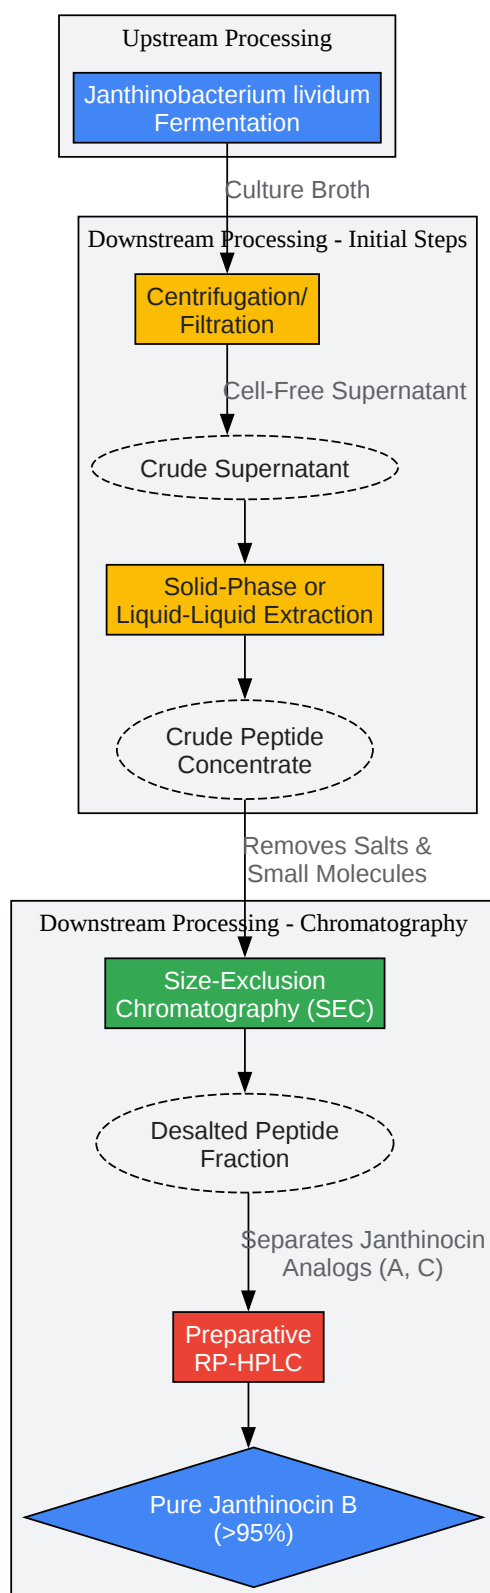 Upstream Processing
Janthinobacterium lividum
Fermentation
Culture Broth
Downstream Processing - Initial Steps
Centrifugation/
Filtration
Cell-Free Supernatant
Crude Supernatant
Solid-Phase or
Liquid-Liquid Extraction
Crude Peptide
Concentrate
Removes Salts &
Small Molecules
Downstream Processing - Chromatography
Size-Exclusion
Chromatography (SEC)
Desalted Peptide
Fraction
Separates Janthinocin
Analogs (A, C)
Preparative
RP-HPLC
Pure Janthinocin B
(>95%)